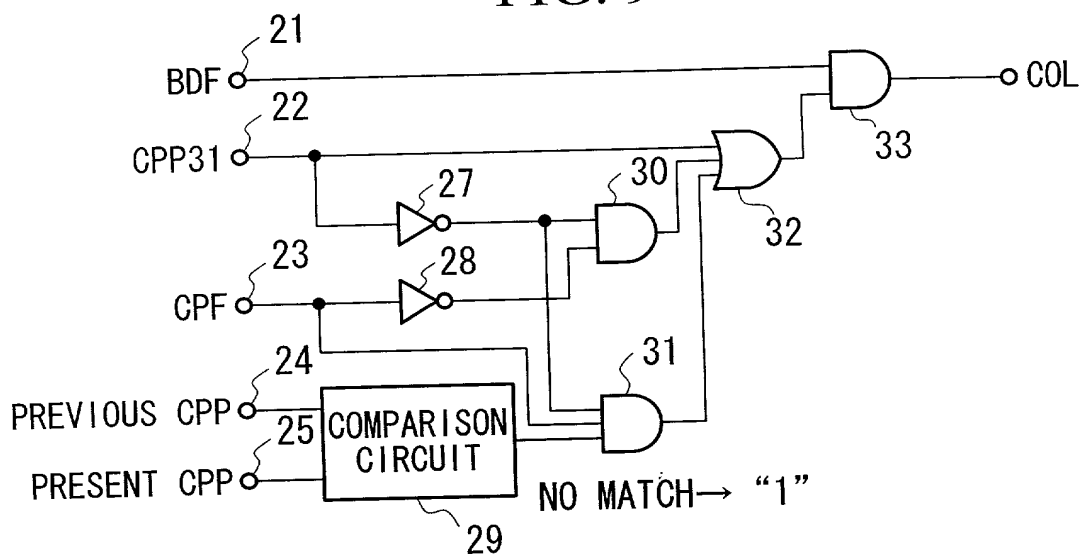 21
BDF
COL
22
33
CPP31
27
30
32
23
28
CPF
31
24
PREVIOUS CPP
25
COMPARISON
CIRCUIT
PRESENT CPP
NO MATCH→ “1”
29